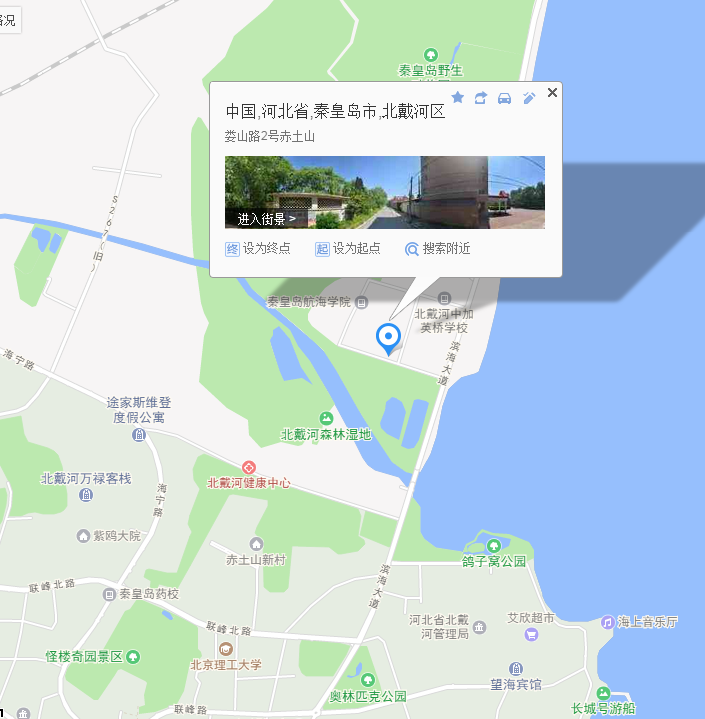 路况
秦皇岛野生
中国,河北省,秦皇岛市,北戴河区
娄山路2号赤土山
进入街景 >
终 设为终点
起 设为起点
搜索附近
S267(旧)
秦皇岛航海学院
北戴河中加
英桥学校
滨海大道
海宁路
途家斯维登
度假公寓
北戴河森林湿地
北戴河万禄客栈
北戴河健康中心
海宁路
紫鸥大院
赤土山新村
鸽子窝公园
联峰北路
秦皇岛药校
滨海大道
联峰北路
河北省北戴
河管理局
艾欣超市
海上音乐厅
怪楼奇园景区
北京理工大学
望海宾馆
奥林匹克公园
长城号游船
联峰路